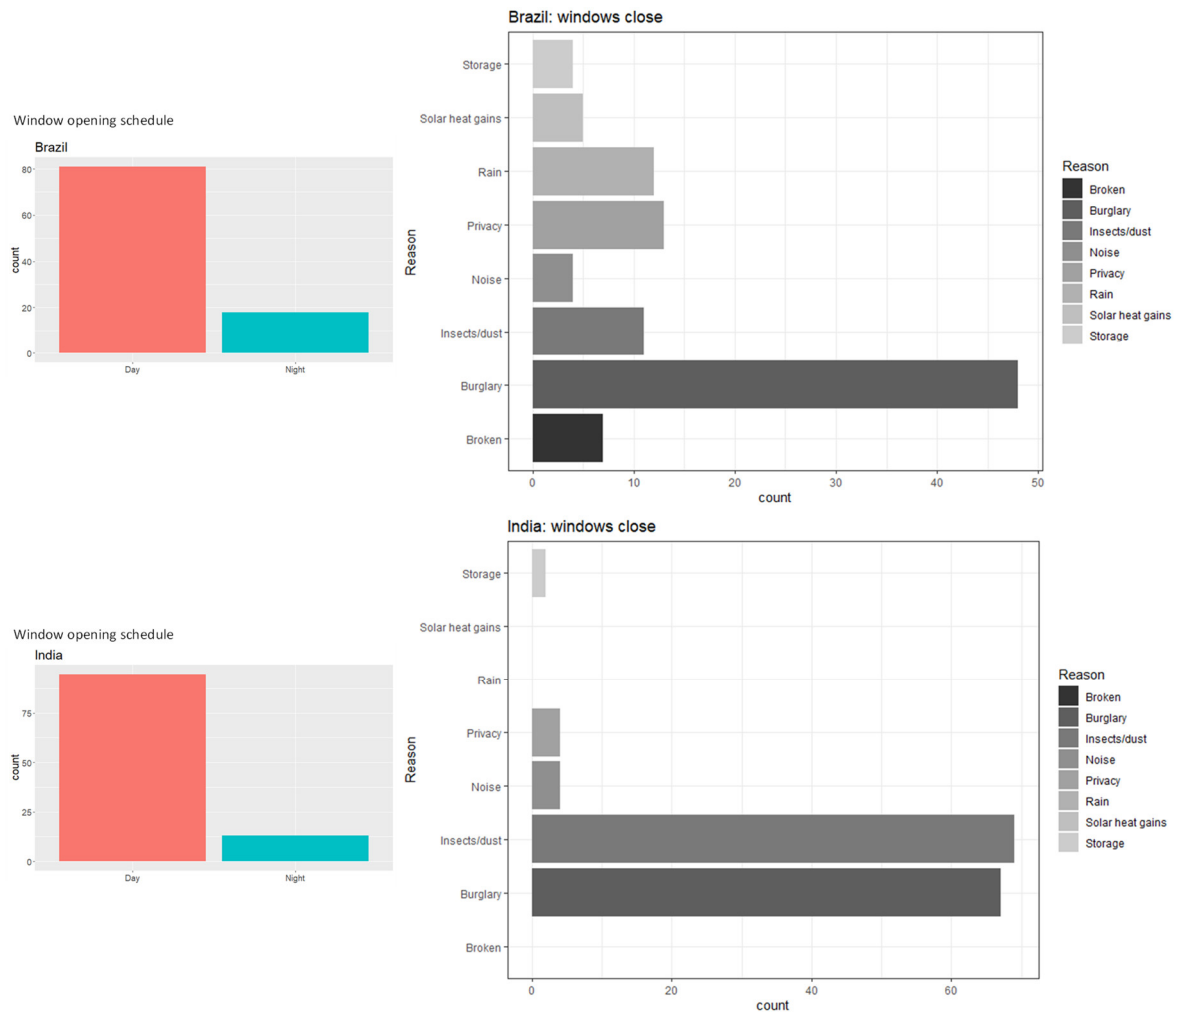 Window opening schedule
Brazil
count
80
60
40
20
0
Day
Night
Brazil: windows close
Reason
Storage
Solar heat gains
Rain
Privacy
Noise
Insects/dust
Burglary
Broken
0
10
20
30
40
50
count
Reason
Broken
Burglary
Insects/dust
Noise
Privacy
Rain
Solar heat gains
Storage
Window opening schedule
India
count
75
50
25
0
Day
Night
India: windows close
Reason
Storage
Solar heat gains
Rain
Privacy
Noise
Insects/dust
Burglary
Broken
0
20
40
60
count
Reason
Broken
Burglary
Insects/dust
Noise
Privacy
Rain
Solar heat gains
Storage